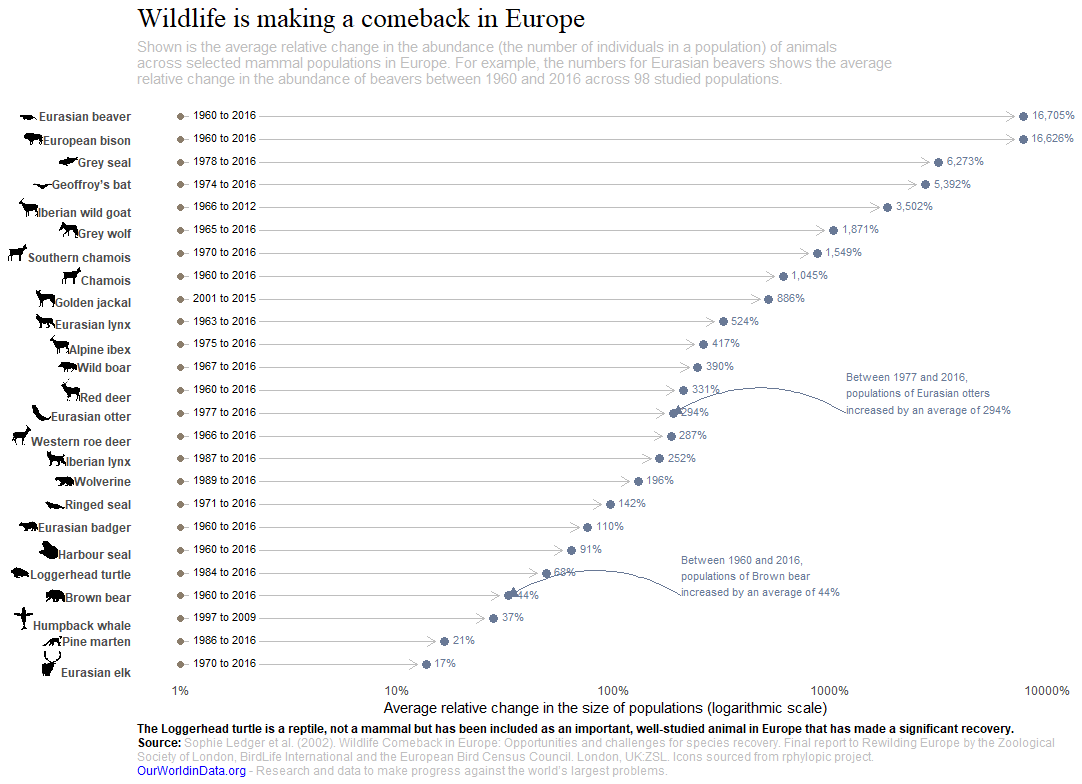 Wildlife is making a comeback in Europe
Shown is the average relative change in the abundance (the number of individuals in a population) of animals
across selected mammal populations in Europe. For example, the numbers for Eurasian beavers shows the average
relative change in the abundance of beavers between 1960 and 2016 across 98 studied populations.
Eurasian beaver 1960 to 2016 16,705%
European bison 1960 to 2016 16,626%
Grey seal 1978 to 2016 6,273%
Geoffroy's bat 1974 to 2016 5,392%
Iberian wild goat 1966 to 2012 3,502%
Grey wolf 1965 to 2016 1,871%
Southern chamois 1970 to 2016 1,549%
Chamois 1960 to 2016 1,045%
Golden jackal 2001 to 2015 886%
Eurasian lynx 1963 to 2016 524%
Alpine ibex 1975 to 2016 417%
Wild boar 1967 to 2016 390%
Red deer 1960 to 2016 331%
Eurasian otter 1977 to 2016 294%
Between 1977 and 2016,
populations of Eurasian otters
increased by an average of 294%
Western roe deer 1966 to 2016 287%
Iberian lynx 1987 to 2016 252%
Wolverine 1989 to 2016 196%
Ringed seal 1971 to 2016 142%
Eurasian badger 1960 to 2016 110%
Harbour seal 1960 to 2016 91%
Loggerhead turtle 1984 to 2016 68%
Brown bear 1960 to 2016 44%
Between 1960 and 2016,
populations of Brown bear
increased by an average of 44%
Humpback whale 1997 to 2009 37%
Pine marten 1986 to 2016 21%
Eurasian elk 1970 to 2016 17%
1% 10% 100% 1000% 10000%
Average relative change in the size of populations (logarithmic scale)
The Loggerhead turtle is a reptile, not a mammal but has been included as an important, well-studied animal in Europe that has made a significant recovery.
Source: Sophie Ledger et al. (2002). Wildlife Comeback in Europe: Opportunities and challenges for species recovery. Final report to Rewilding Europe by the Zoological
Society of London, BirdLife International and the European Bird Census Council. London, UK:ZSL. Icons sourced from rphylopic project.
OurWorldinData.org - Research and data to make progress against the world's largest problems.